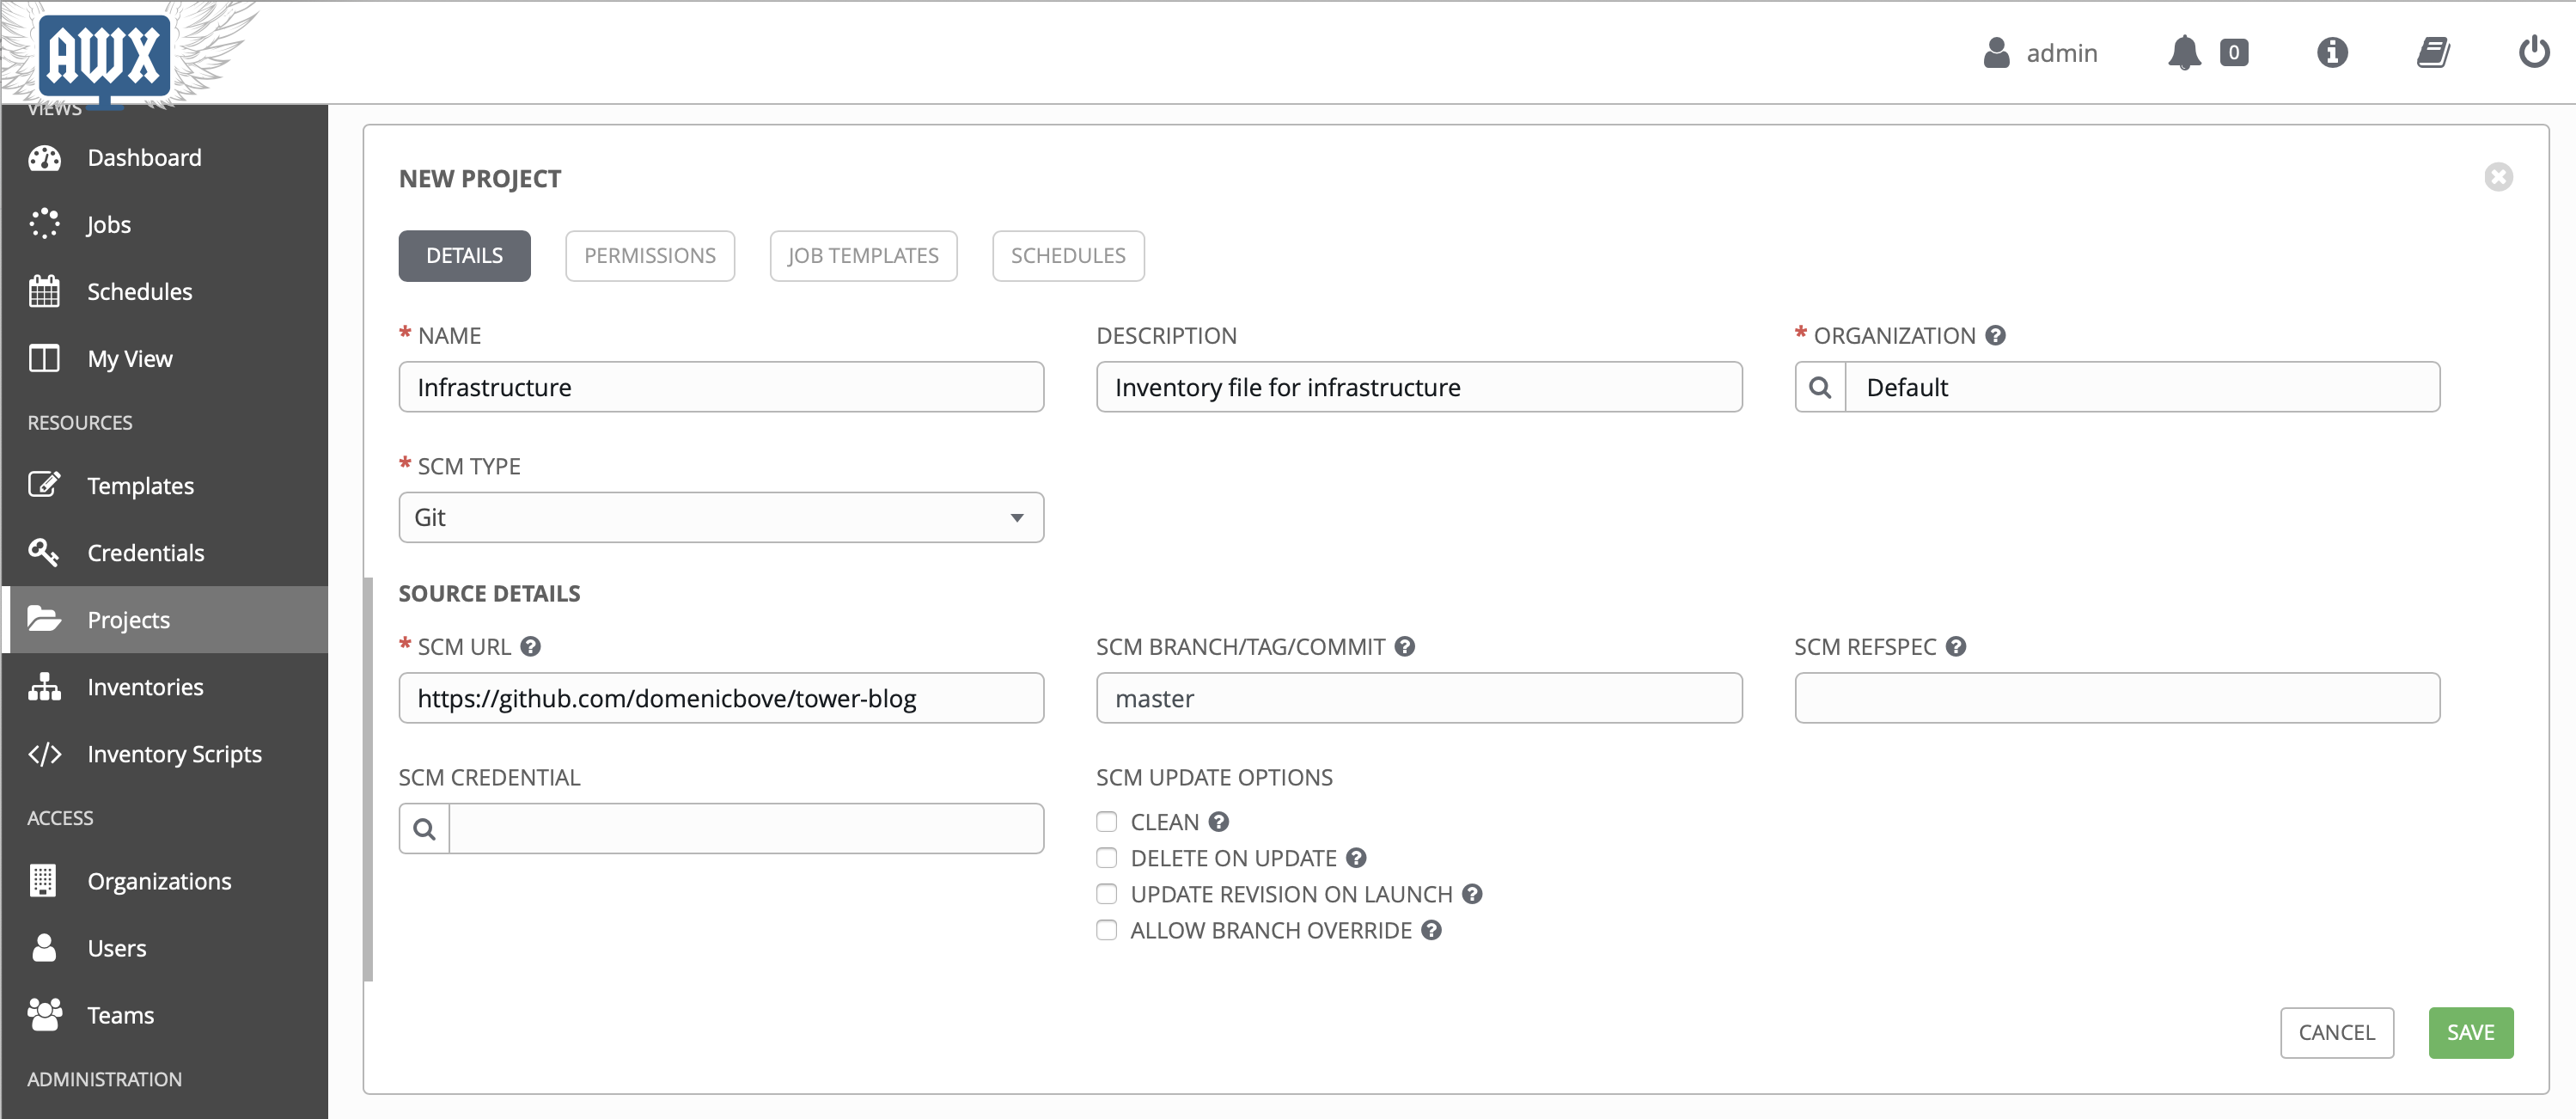 AWX
admin
0
VIEWS
Dashboard
Jobs
Schedules
My View
RESOURCES
Templates
Credentials
Projects
Inventories
Inventory Scripts
ACCESS
Organizations
Users
Teams
ADMINISTRATION
NEW PROJECT
DETAILS PERMISSIONS JOB TEMPLATES SCHEDULES
* NAME
Infrastructure
DESCRIPTION
Inventory file for infrastructure
* ORGANIZATION ?
Default
* SCM TYPE
Git
SOURCE DETAILS
* SCM URL ?
https://github.com/domenicbove/tower-blog
SCM BRANCH/TAG/COMMIT ?
master
SCM REFSPEC ?
SCM CREDENTIAL
SCM UPDATE OPTIONS
CLEAN ?
DELETE ON UPDATE ?
UPDATE REVISION ON LAUNCH ?
ALLOW BRANCH OVERRIDE ?
CANCEL SAVE